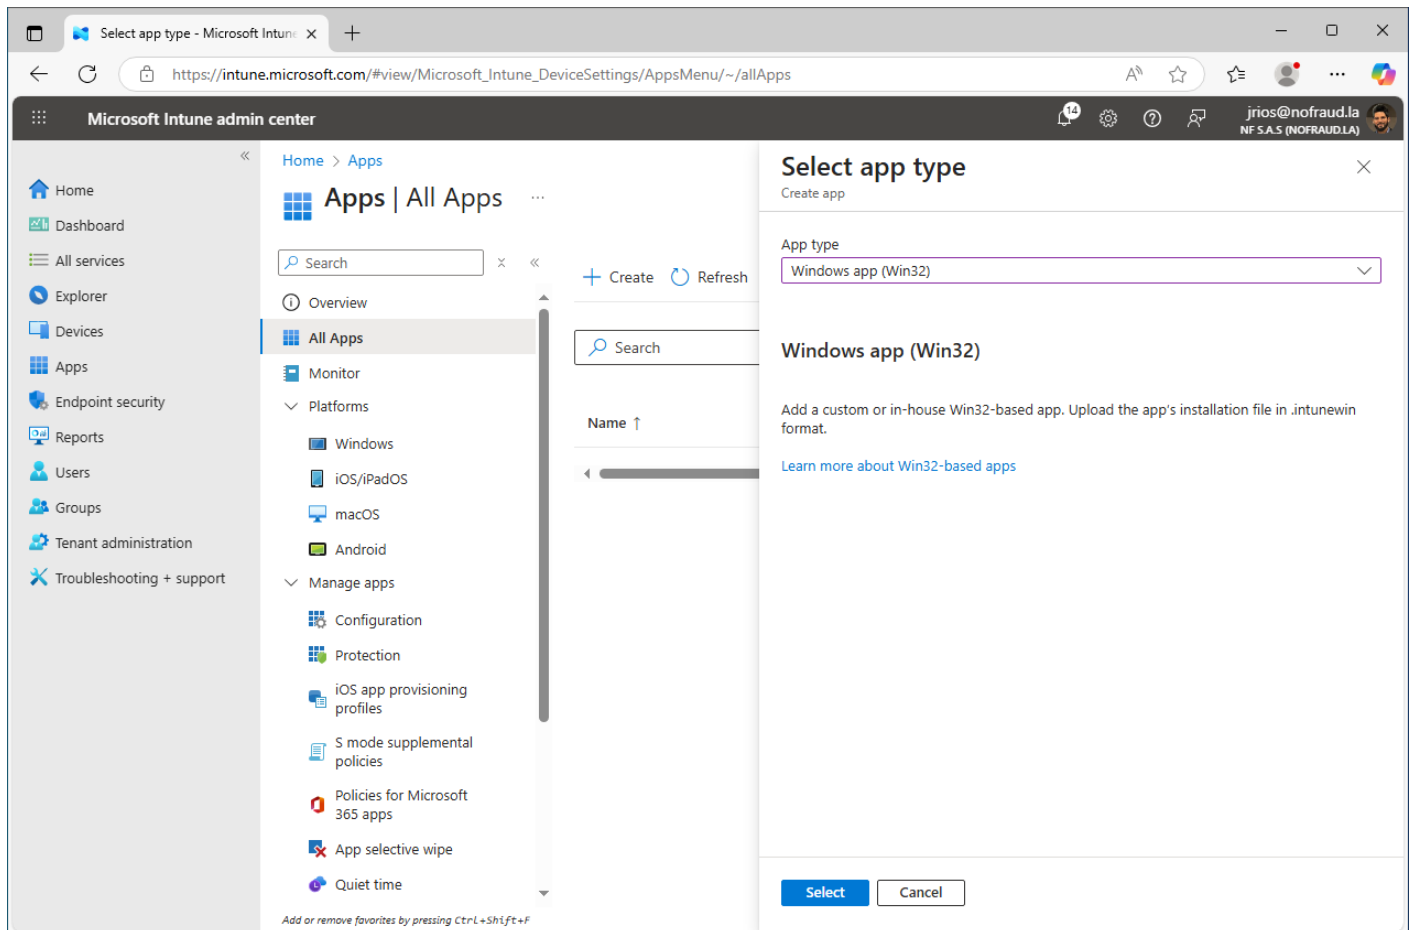 Select app type - Microsoft Intune
https://intune.microsoft.com/#view/Microsoft_Intune_DeviceSettings/AppsMenu/~/allApps
Microsoft Intune admin center
14
jrios@nofraud.la
NF S.A.S (NOFRAUD.LA)
Home
Dashboard
All services
Explorer
Devices
Apps
Endpoint security
Reports
Users
Groups
Tenant administration
Troubleshooting + support
Home > Apps
Apps | All Apps
Search
Overview
All Apps
Monitor
Platforms
Windows
iOS/iPadOS
macOS
Android
Manage apps
Configuration
Protection
iOS app provisioning
profiles
S mode supplemental
policies
Policies for Microsoft
365 apps
App selective wipe
Quiet time
Add or remove favorites by pressing Ctrl+Shift+F
Create
Refresh
Search
Name ↑
Select app type
Create app
App type
Windows app (Win32)
Windows app (Win32)
Add a custom or in-house Win32-based app. Upload the app's installation file in .intunewin
format.
Learn more about Win32-based apps
Select
Cancel